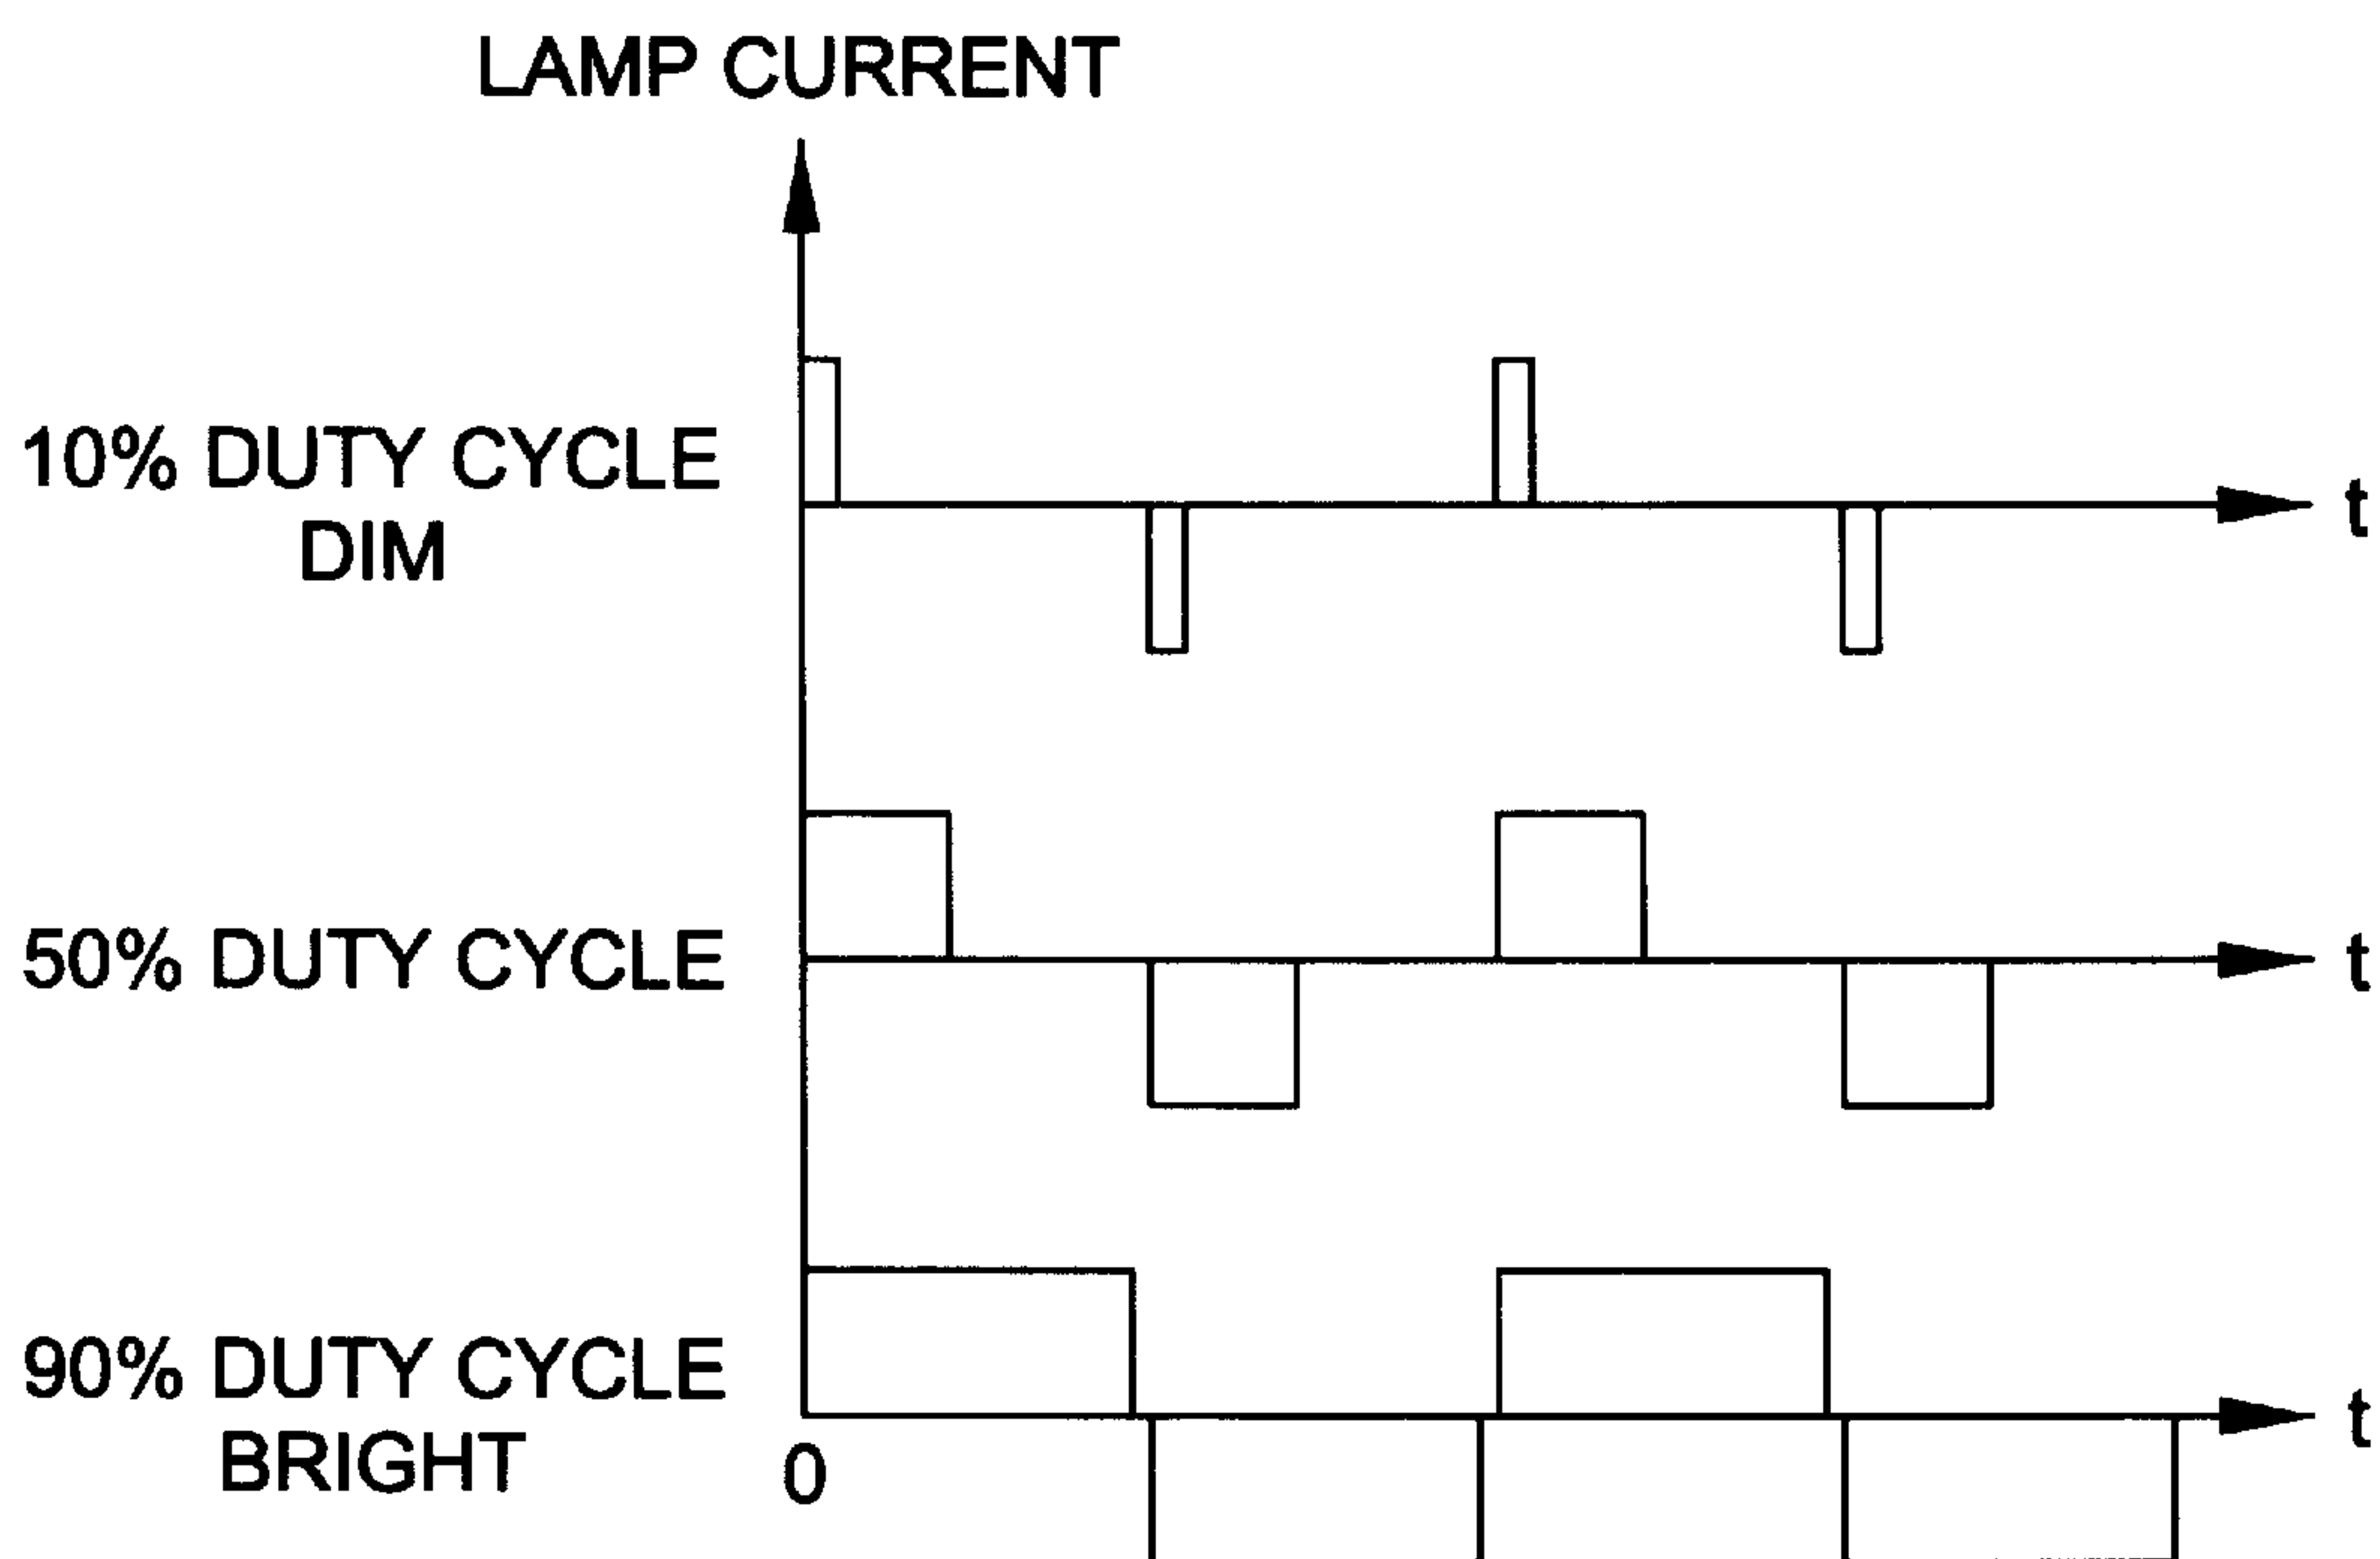 LAMP CURRENT
10% DUTY CYCLE
DIM
t
50% DUTY CYCLE
t
90% DUTY CYCLE
BRIGHT
t
0